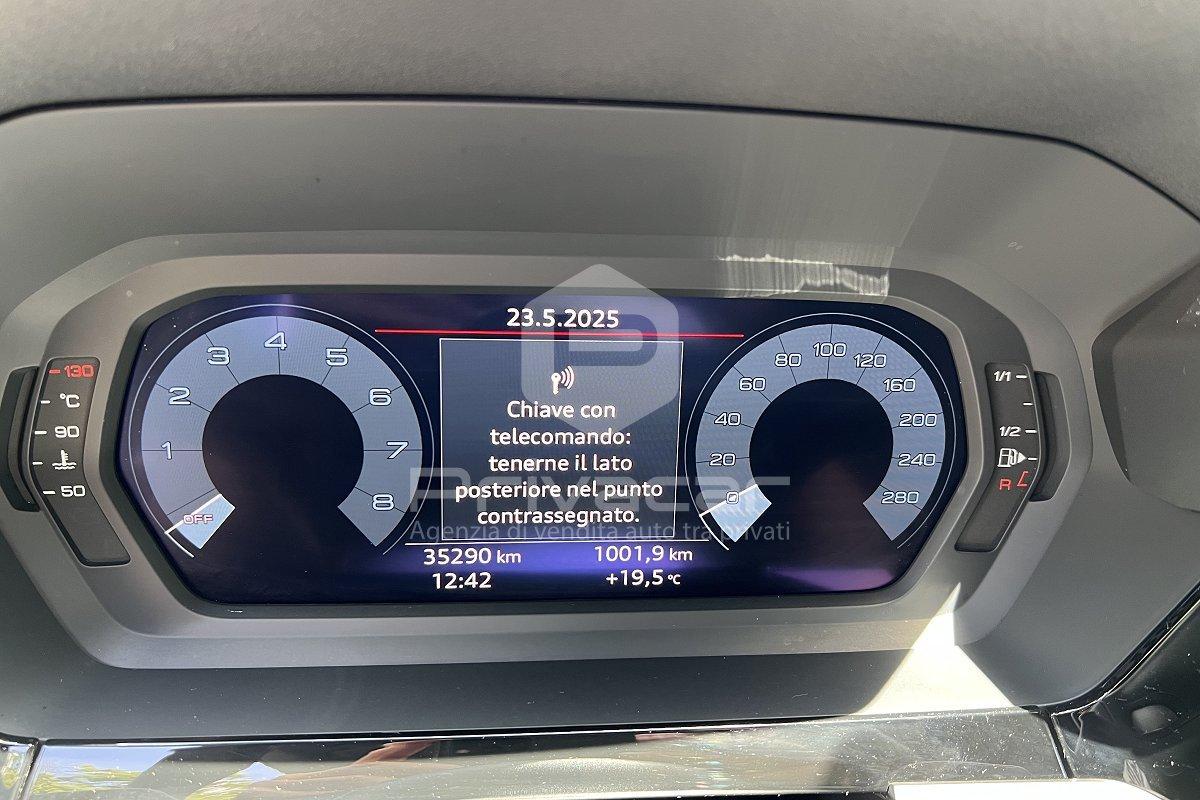 23.5.2025
Chiave con
telecomando:
tenerne il lato
posteriore nel punto
contrassegnato.
PriveCar
Agenzia di vendita auto tra privati
35290 km
1001,9 km
12:42
+19,5 °C
130
°C
90
50
OFF
1
2
3
4
5
6
7
8
0
20
40
60
80
100
120
160
200
240
280
1/1
1/2
R